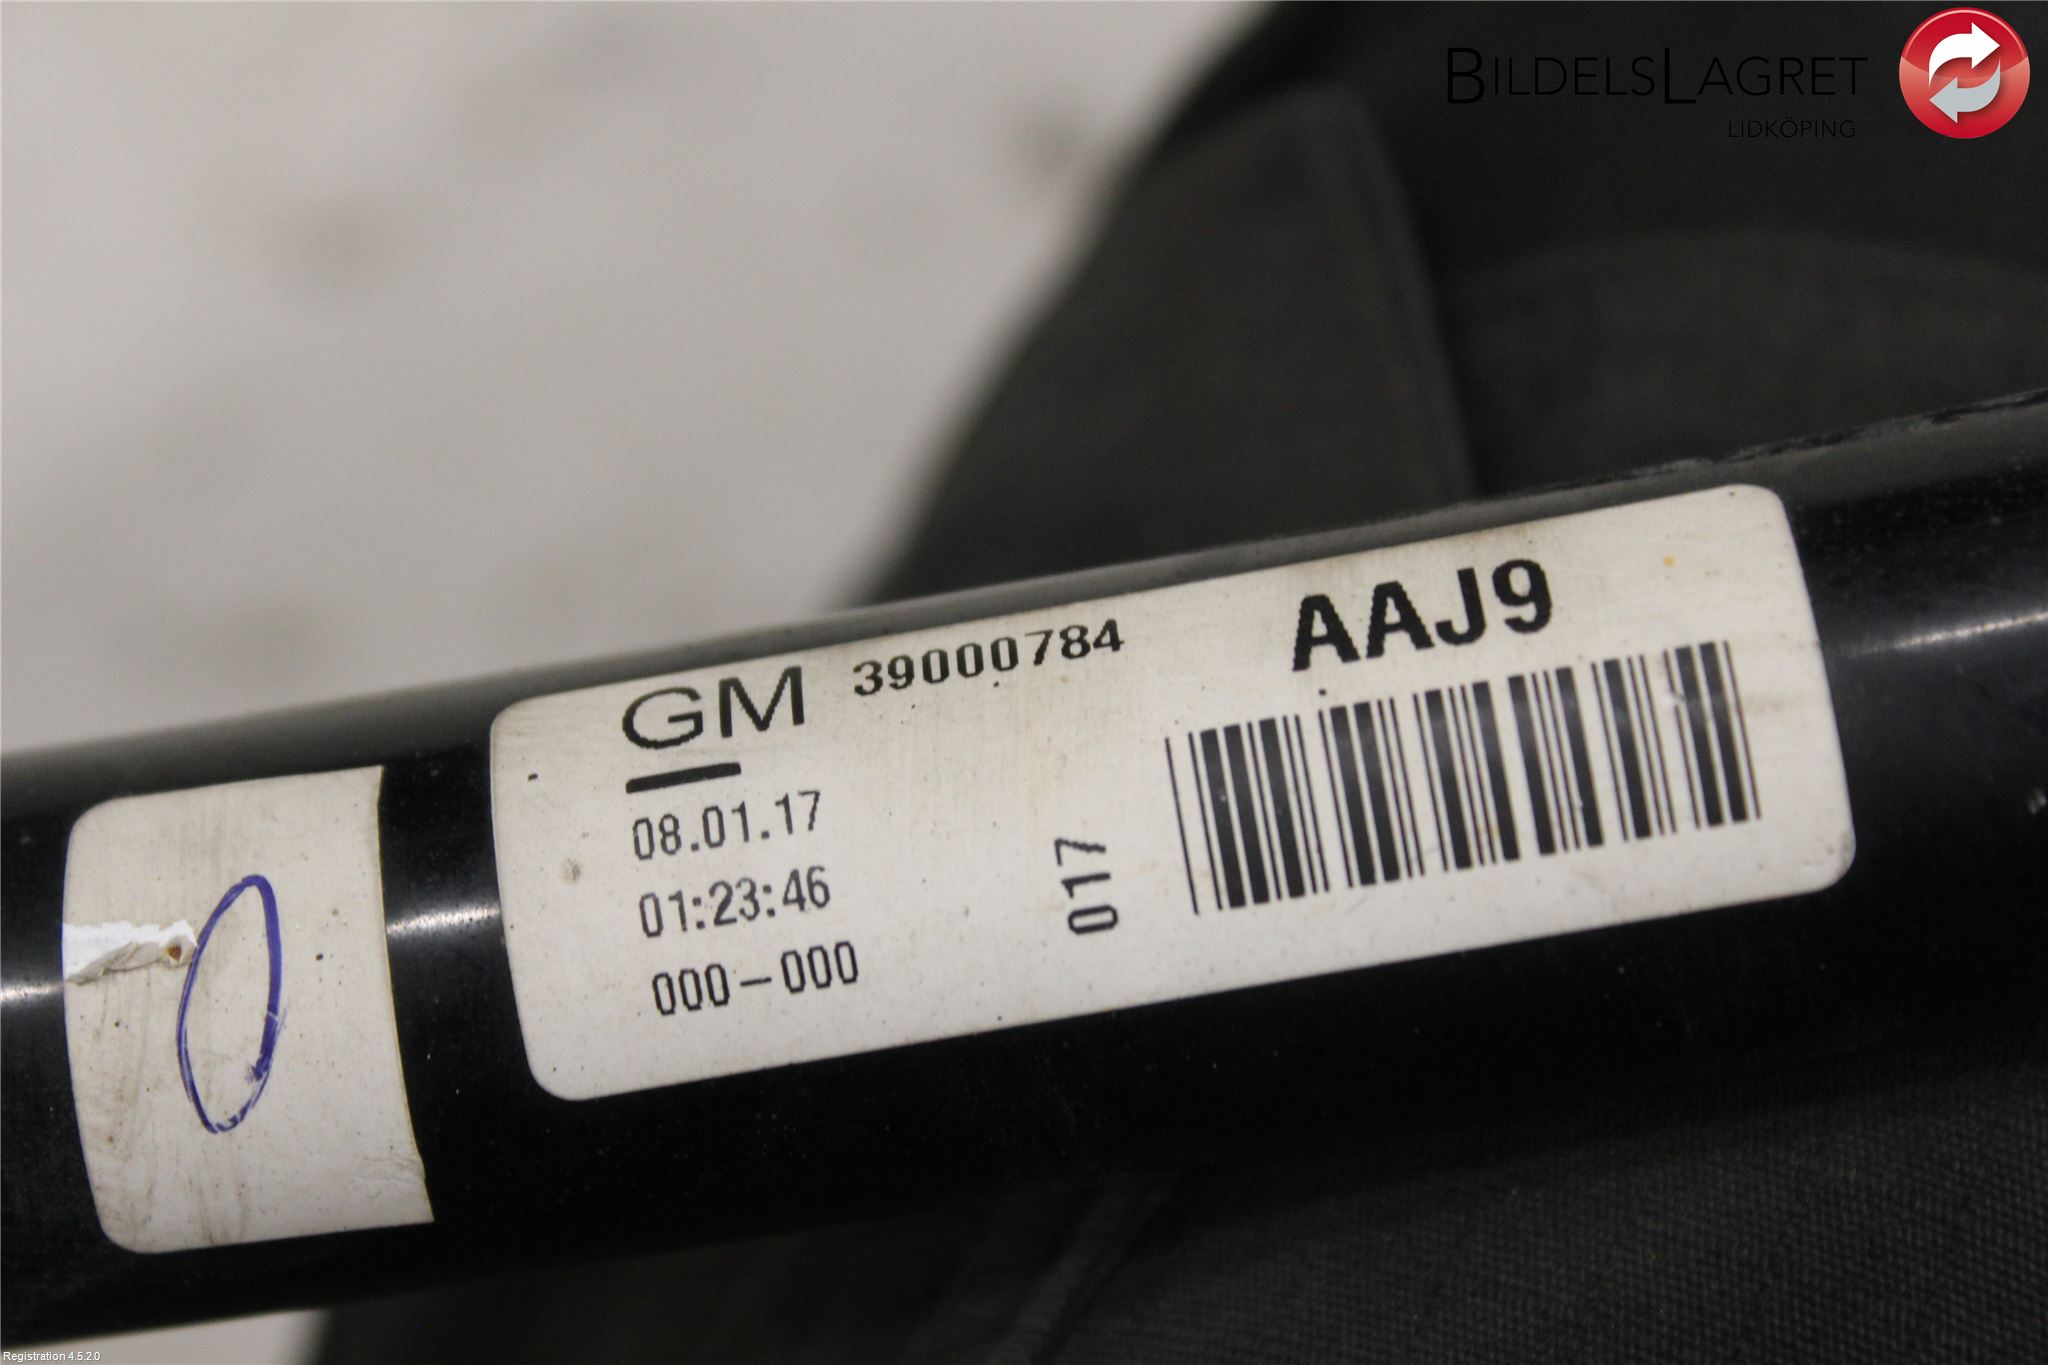 BILDELSLAGRET
LIDKÖPING
GM 39000784 AAJ9
08.01.17
01:23:46
000-000
017
0
Registration 4.5.2.0